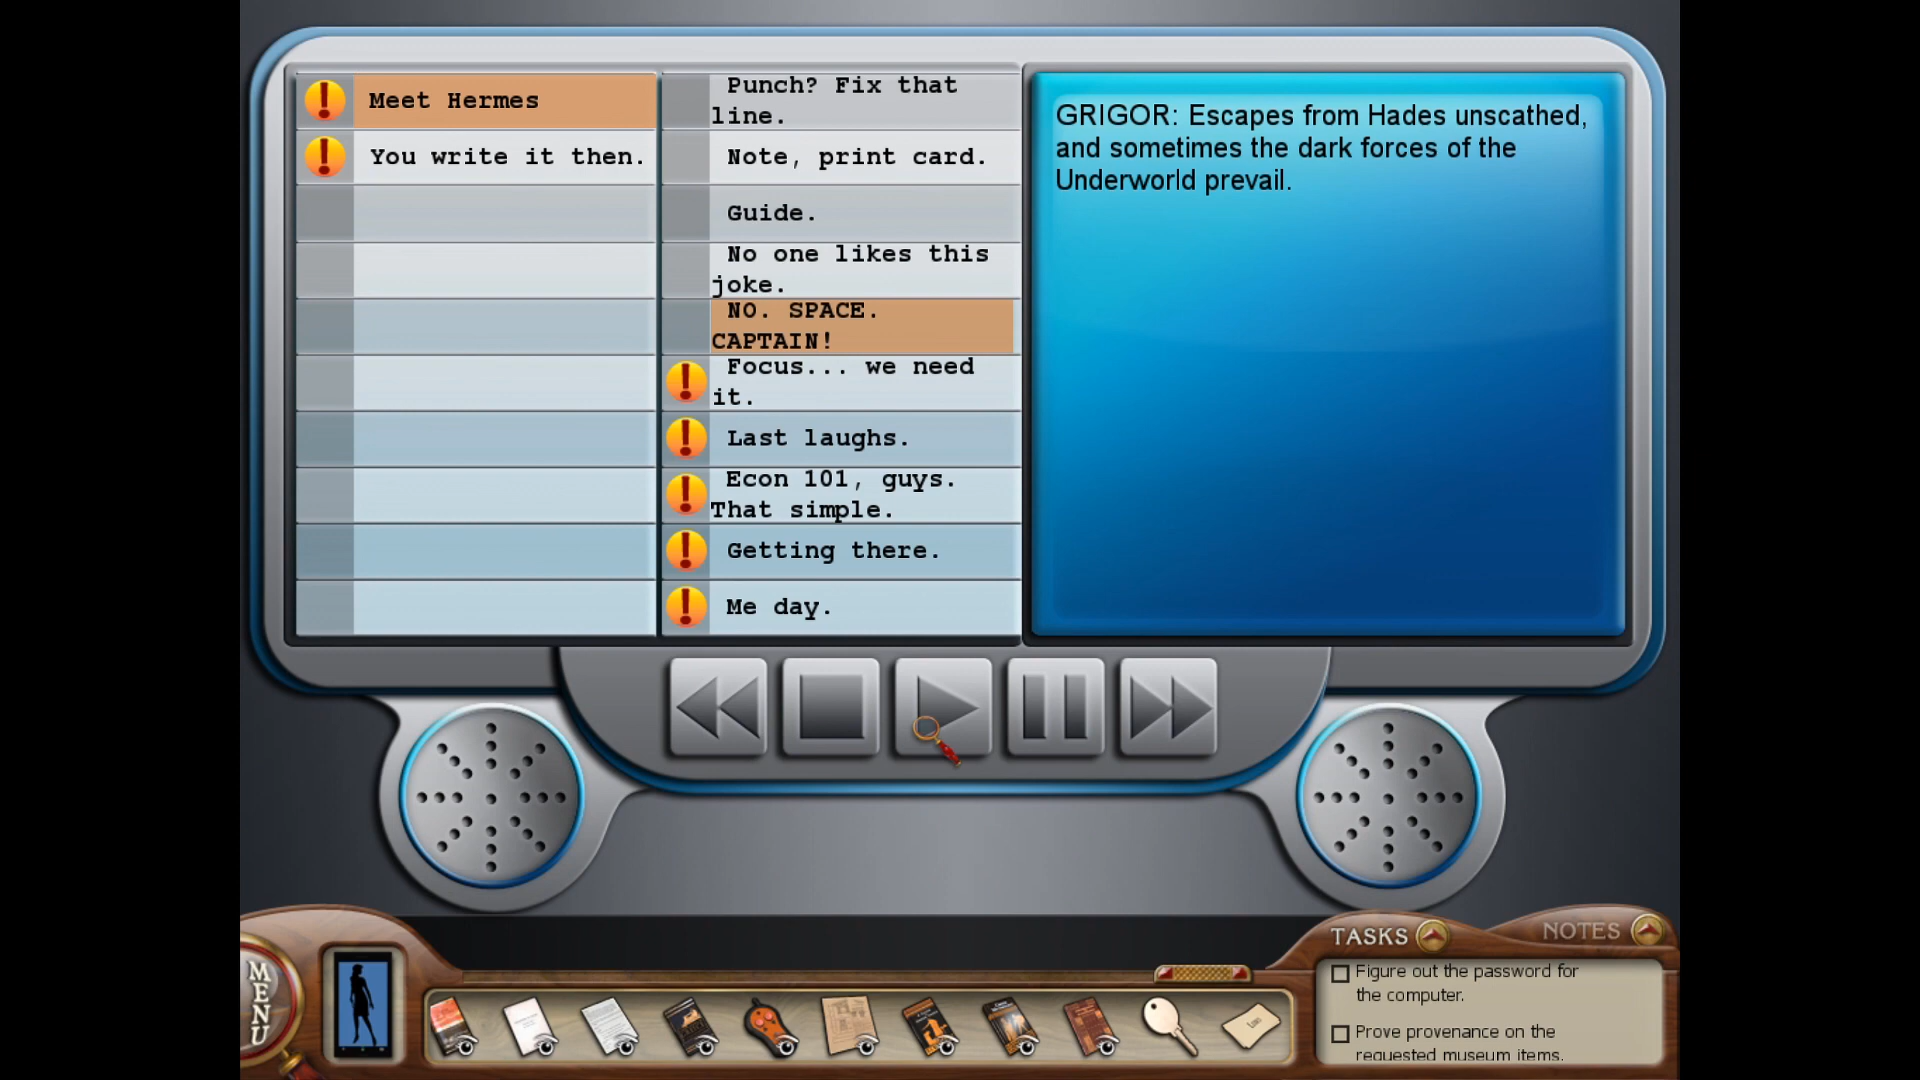 Meet Hermes
You write it then.
Punch? Fix that
line.
Note, print card.
Guide.
No one likes this
joke.
NO. SPACE.
CAPTAIN!
Focus... we need
it.
Last laughs.
Econ 101, guys.
That simple.
Getting there.
Me day.
GRIGOR: Escapes from Hades unscathed,
and sometimes the dark forces of the
Underworld prevail.
MENU
TASKS
NOTES
Figure out the password for
the computer.
Prove provenance on the
requested museum items.